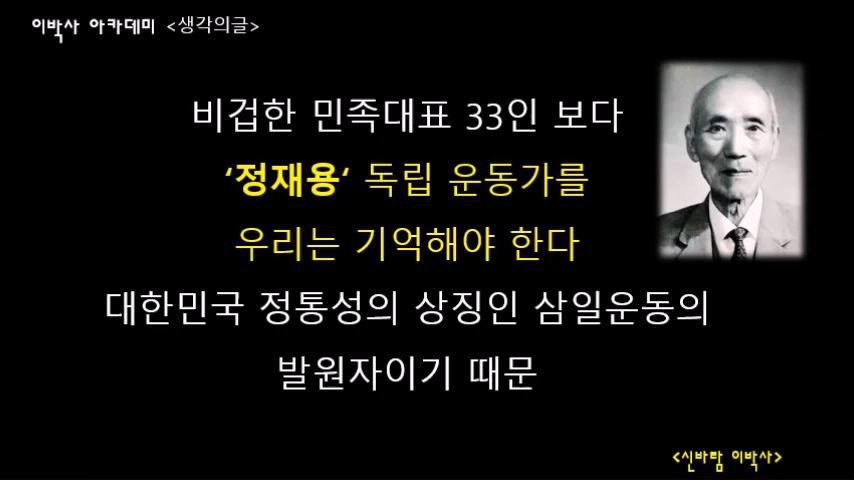 이박사 아카데미 <생각의글>
비겁한 민족대표 33인 보다
‘정재용‘ 독립 운동가를
우리는 기억해야 한다
대한민국 정통성의 상징인 삼일운동의
발원자이기 때문
<신바람 이박사>